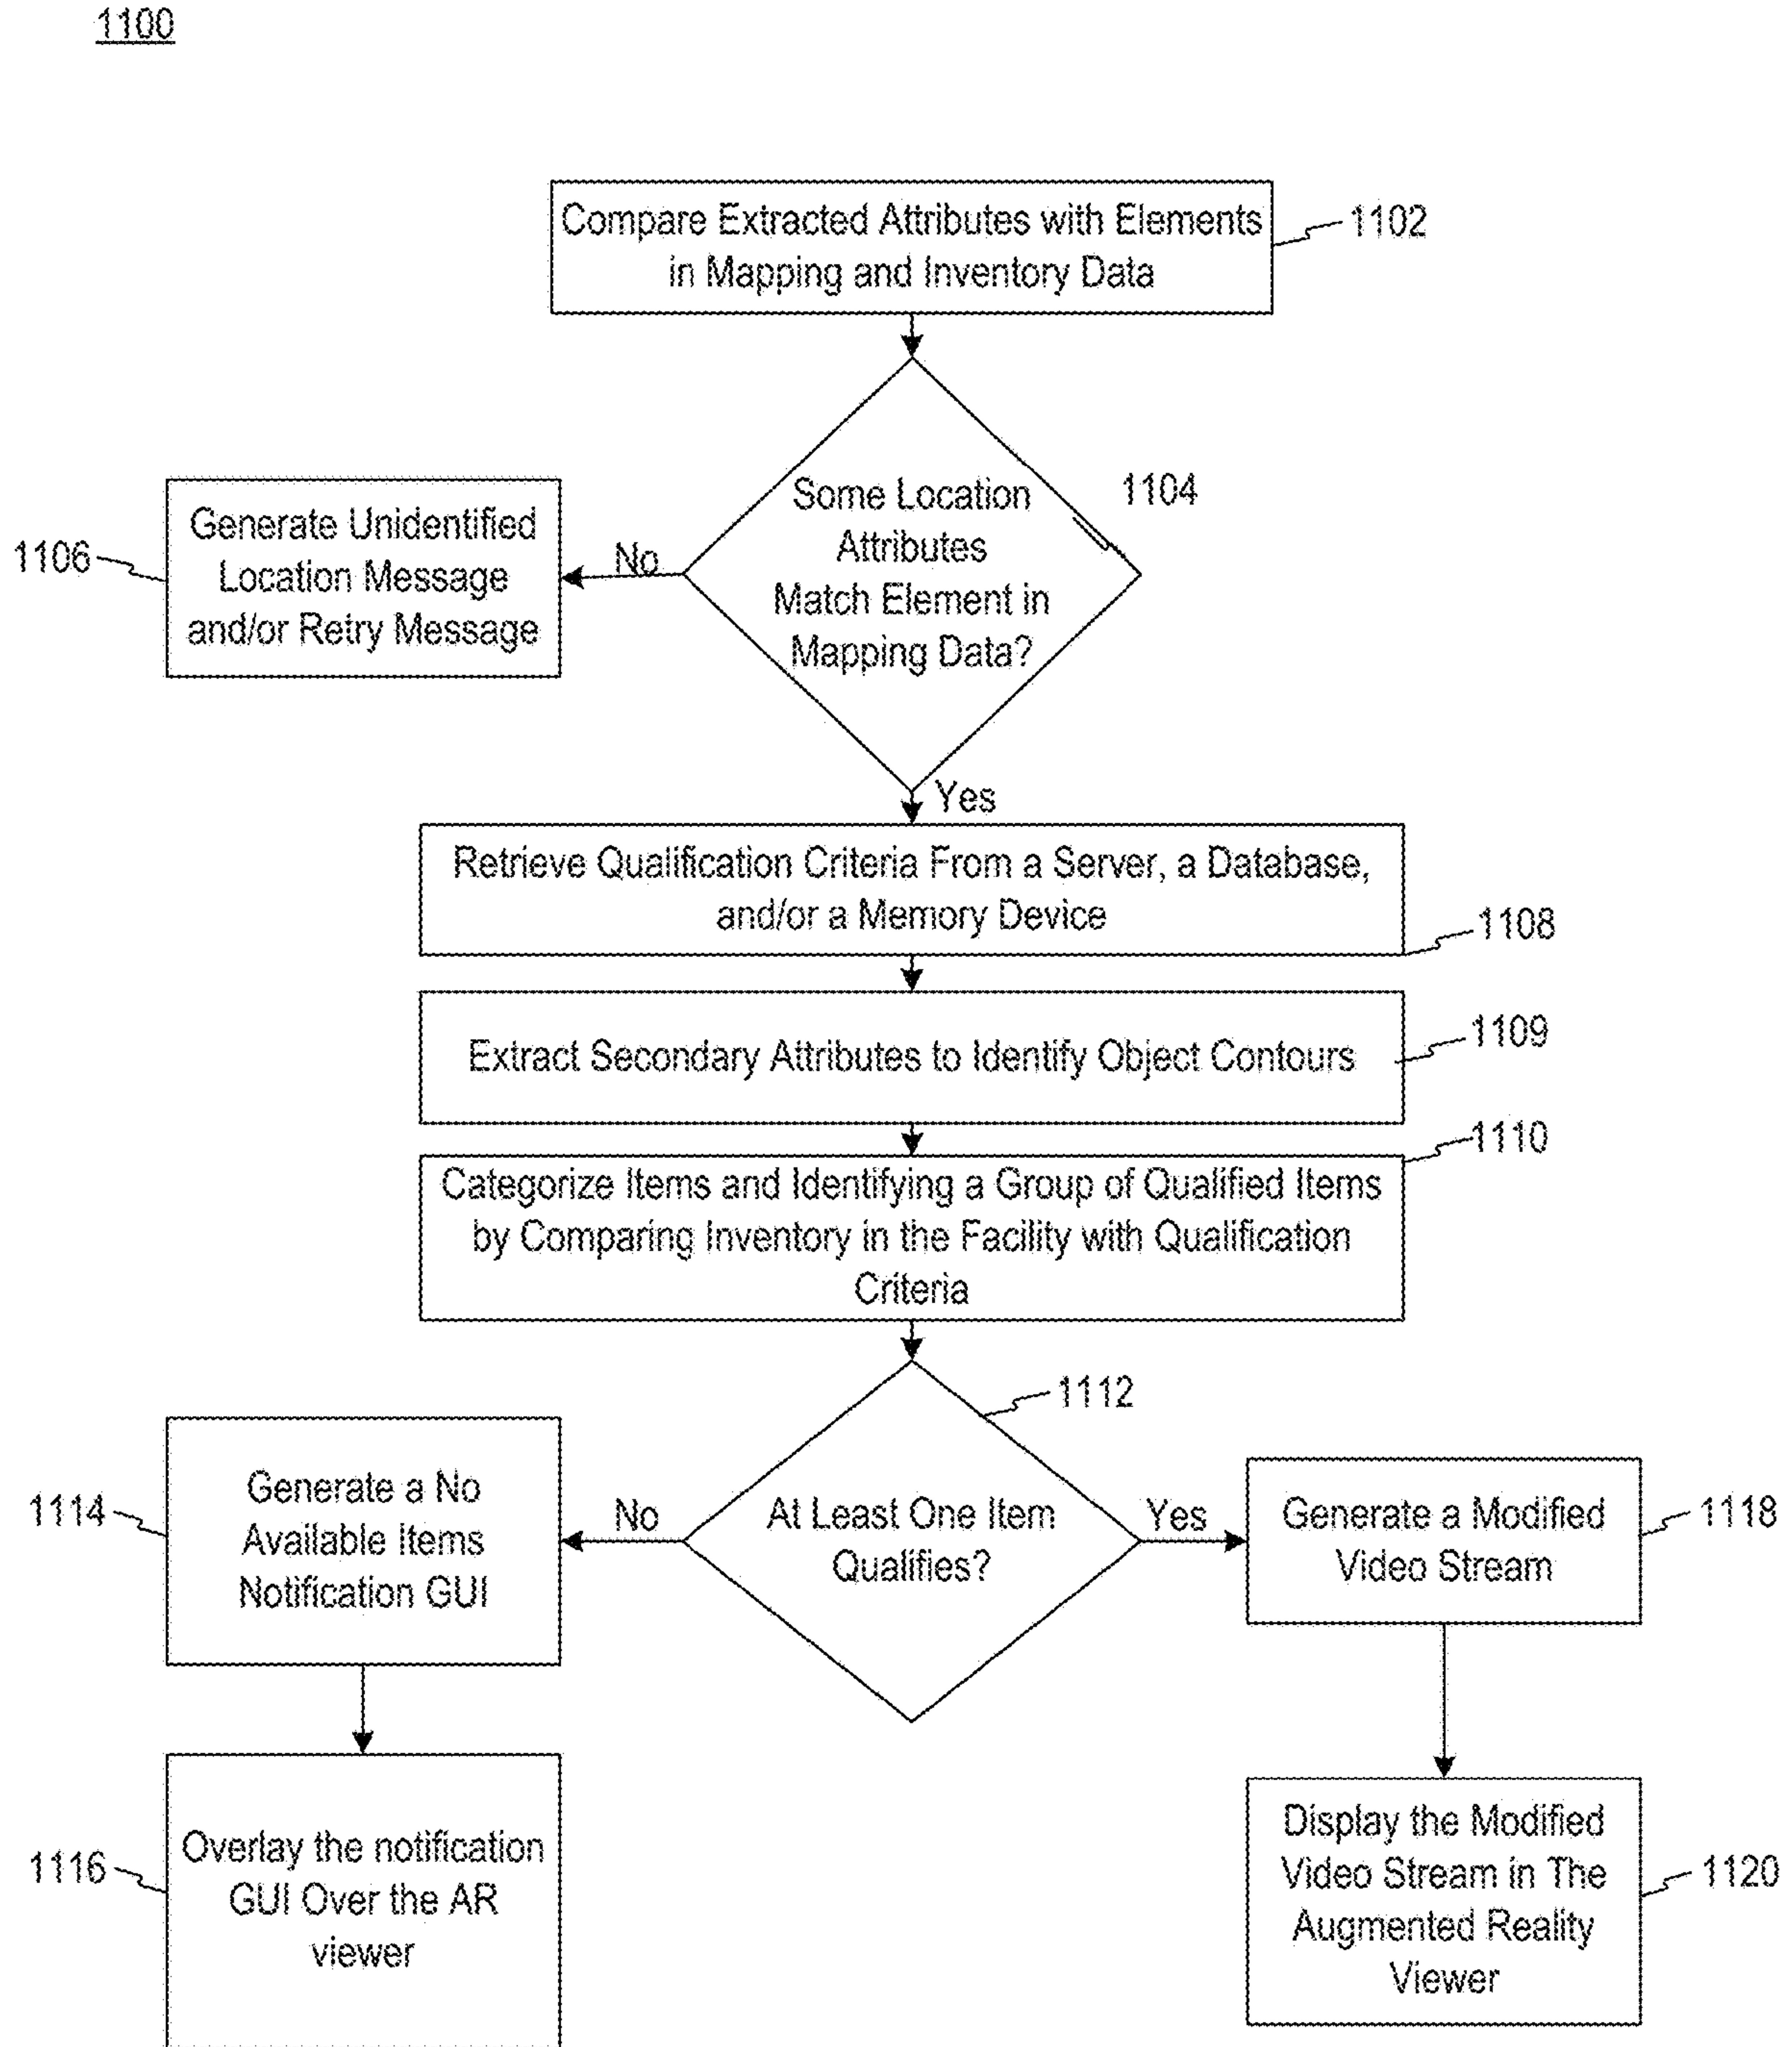 1100
Compare Extracted Attributes with Elements
in Mapping and Inventory Data
1102
Some Location
Attributes
Match Element in
Mapping Data?
1104
No
Generate Unidentified
Location Message
and/or Retry Message
1106
Yes
Retrieve Qualification Criteria From a Server, a Database,
and/or a Memory Device
1108
Extract Secondary Attributes to Identify Object Contours
1109
Categorize Items and Identifying a Group of Qualified Items
by Comparing Inventory in the Facility with Qualification
Criteria
1110
At Least One Item
Qualifies?
1112
No
Generate a No
Available Items
Notification GUI
1114
Overlay the notification
GUI Over the AR
viewer
1116
Yes
Generate a Modified
Video Stream
1118
Display the Modified
Video Stream in The
Augmented Reality
Viewer
1120